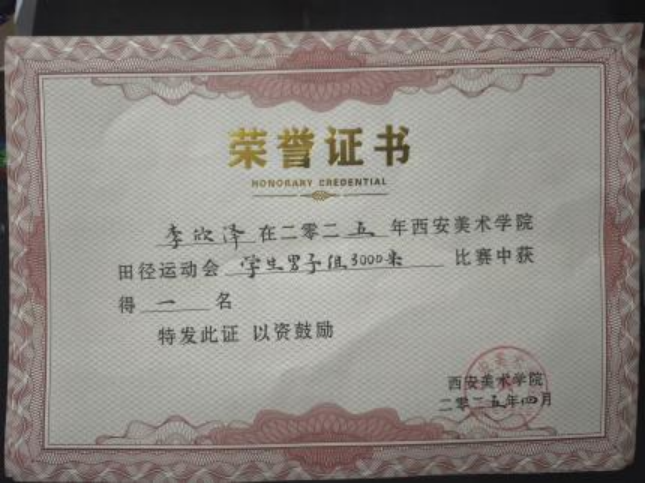 荣誉证书
HONORARY CREDENTIAL
李欣泽在二零二五年西安美术学院
田径运动会 学生男子组3000米 比赛中获
得 一 名
特发此证 以资鼓励
西安美术学院
二零二五年四月